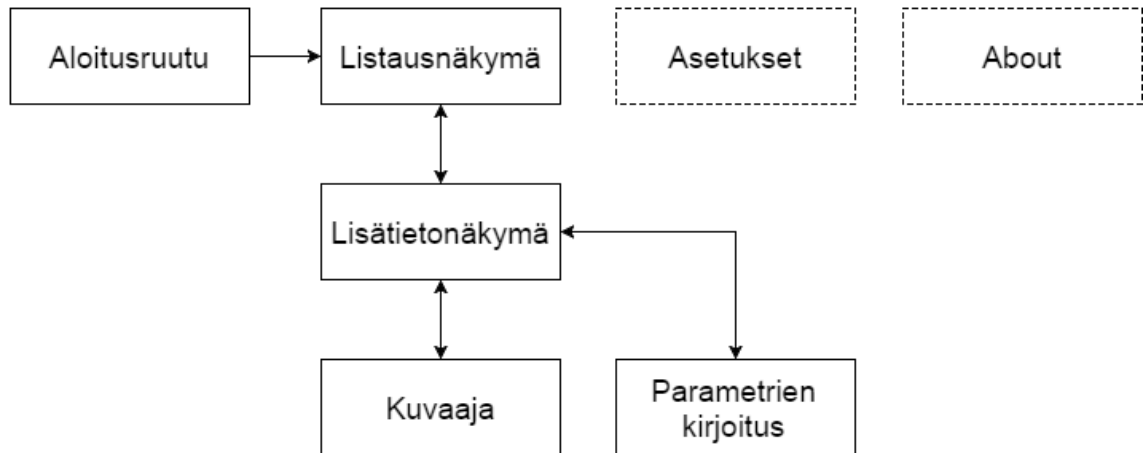 Aloitusruutu
Listausnäkymä
Asetukset
About
Lisätietonäkymä
Kuvaaja
Parametrien
kirjoitus